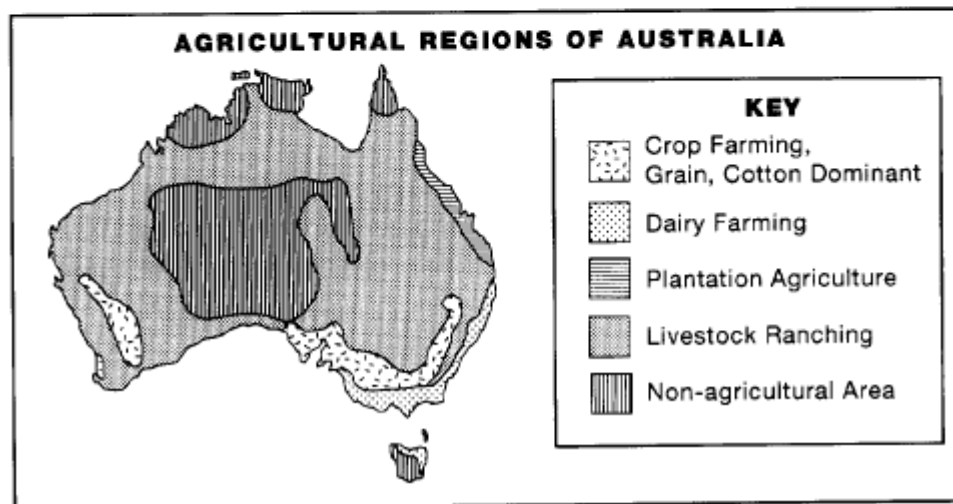 AGRICULTURAL REGIONS OF AUSTRALIA
KEY
Crop Farming,
Grain, Cotton Dominant
Dairy Farming
Plantation Agriculture
Livestock Ranching
Non-agricultural Area